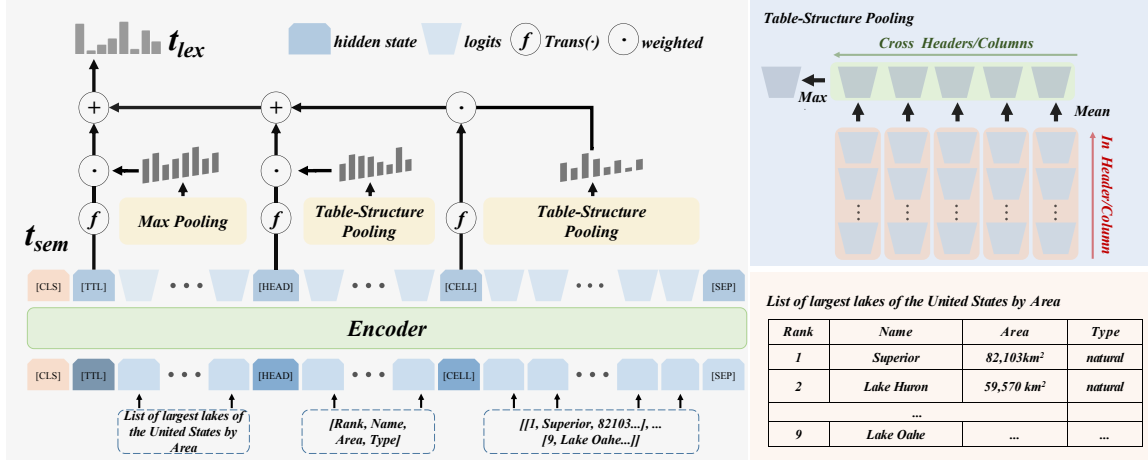 t_lex
hidden state
logits
f
Trans(·)
·
weighted
+
+
·
·
·
f
Max Pooling
f
Table-Structure
Pooling
f
Table-Structure
Pooling
t_sem
[CLS] [TTL] • • • [HEAD] • • • [CELL] • • • [SEP]
Encoder
[CLS] [TTL] • • • [HEAD] • • • [CELL] • • • [SEP]
List of largest lakes of
the United States by
Area
[Rank, Name,
Area, Type]
[[1, Superior, 82103...], ...
[9, Lake Oahe...]]
Table-Structure Pooling
Cross Headers/Columns
Max
Mean
In Header/Column
List of largest lakes of the United States by Area
Rank Name Area Type
1 Superior 82,103km² natural
2 Lake Huron 59,570 km² natural
...
9 Lake Oahe ... ...